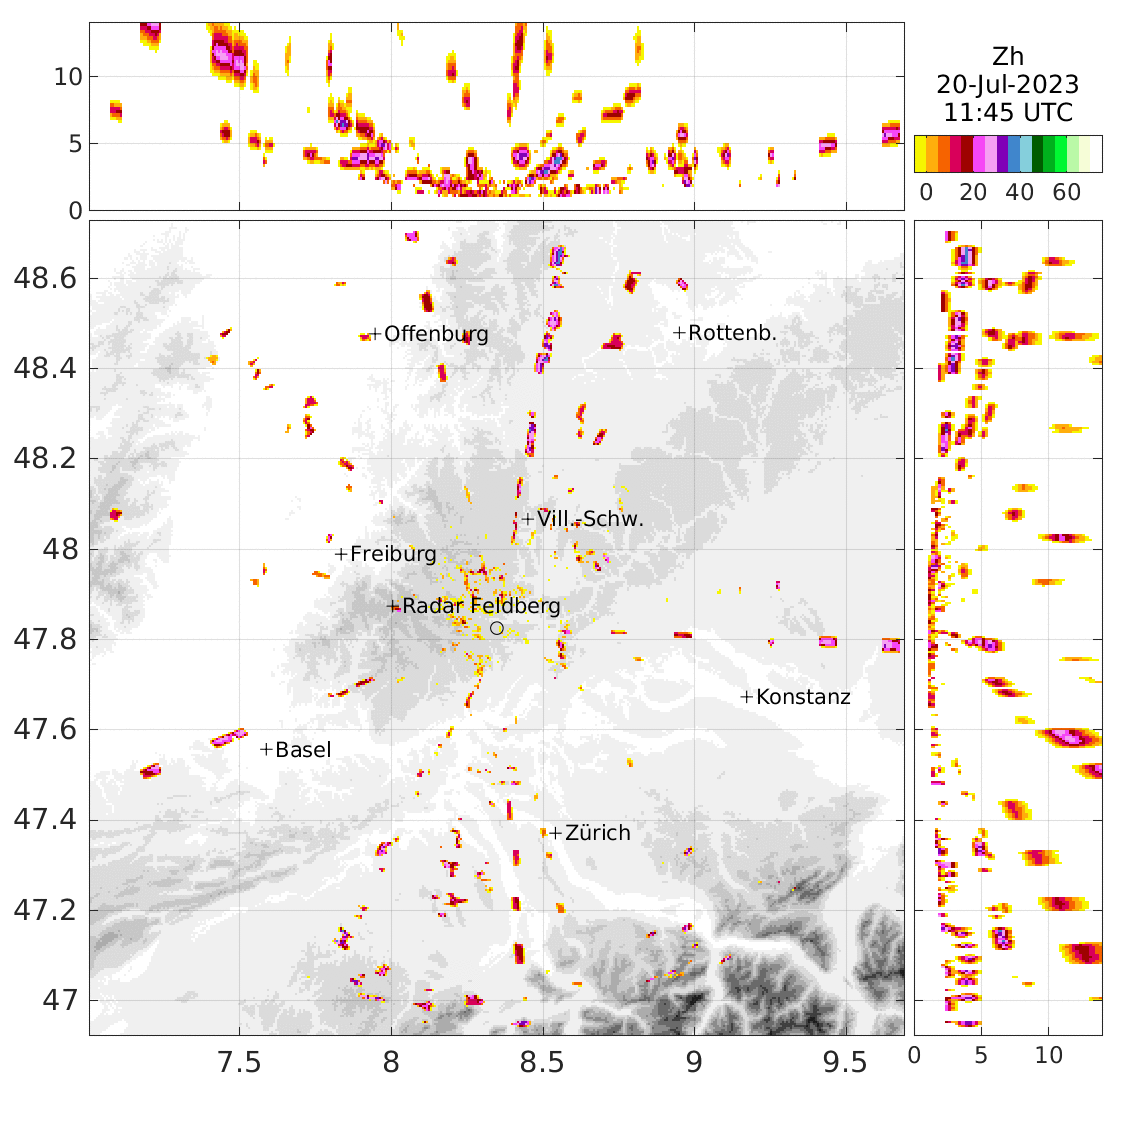 Zh
20-Jul-2023
11:45 UTC
10
5
0
0 20 40 60
48.6
48.4
48.2
48
47.8
47.6
47.4
47.2
47
+Offenburg
+Rottenb.
+Vill.-Schw.
+Freiburg
+Radar Feldberg
+Konstanz
+Basel
+Zürich
7.5 8 8.5 9 9.5
0 5 10